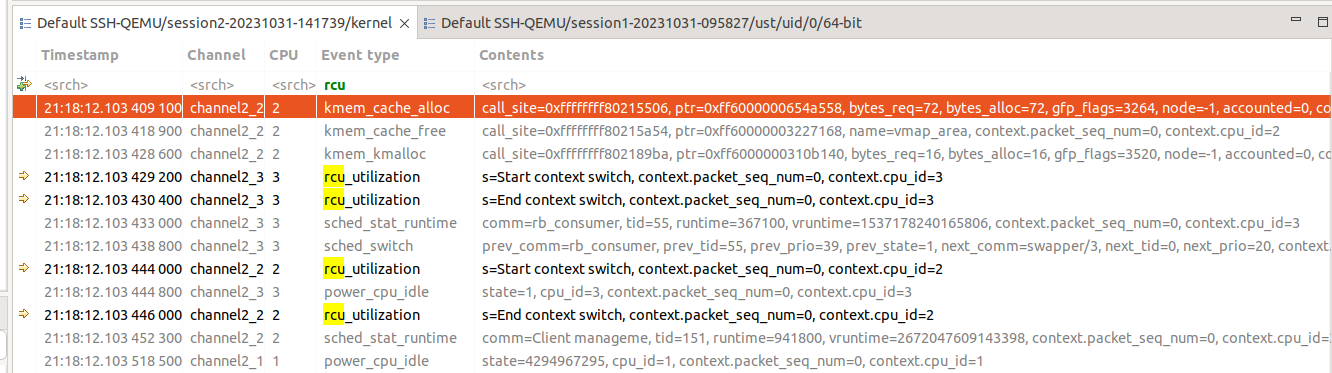 Default SSH-QEMU/session2-20231031-141739/kernel Default SSH-QEMU/session1-20231031-095827/ust/uid/0/64-bit
Timestamp Channel CPU Event type Contents
<srch> <srch> <srch> rcu <srch>
21:18:12.103 409 100 channel2_2 2 kmem_cache_alloc call_site=0xffffffff80215506, ptr=0xff6000000654a558, bytes_req=72, bytes_alloc=72, gfp_flags=3264, node=-1, accounted=0, co
21:18:12.103 418 900 channel2_2 2 kmem_cache_free call_site=0xffffffff80215a54, ptr=0xff60000003227168, name=vmap_area, context.packet_seq_num=0, context.cpu_id=2
21:18:12.103 428 600 channel2_2 2 kmem_kmalloc call_site=0xffffffff802189ba, ptr=0xff6000000310b140, bytes_req=16, bytes_alloc=16, gfp_flags=3520, node=-1, accounted=0, co
21:18:12.103 429 200 channel2_3 3 rcu_utilization s=Start context switch, context.packet_seq_num=0, context.cpu_id=3
21:18:12.103 430 400 channel2_3 3 rcu_utilization s=End context switch, context.packet_seq_num=0, context.cpu_id=3
21:18:12.103 433 000 channel2_3 3 sched_stat_runtime comm=rb_consumer, tid=55, runtime=367100, vruntime=1537178240165806, context.packet_seq_num=0, context.cpu_id=3
21:18:12.103 438 800 channel2_3 3 sched_switch prev_comm=rb_consumer, prev_tid=55, prev_prio=39, prev_state=1, next_comm=swapper/3, next_tid=0, next_prio=20, context.
21:18:12.103 444 000 channel2_2 2 rcu_utilization s=Start context switch, context.packet_seq_num=0, context.cpu_id=2
21:18:12.103 444 800 channel2_3 3 power_cpu_idle state=1, cpu_id=3, context.packet_seq_num=0, context.cpu_id=3
21:18:12.103 446 000 channel2_2 2 rcu_utilization s=End context switch, context.packet_seq_num=0, context.cpu_id=2
21:18:12.103 452 300 channel2_2 2 sched_stat_runtime comm=Client manageme, tid=151, runtime=941800, vruntime=2672047609143398, context.packet_seq_num=0, context.cpu_id=
21:18:12.103 518 500 channel2_1 1 power_cpu_idle state=4294967295, cpu_id=1, context.packet_seq_num=0, context.cpu_id=1